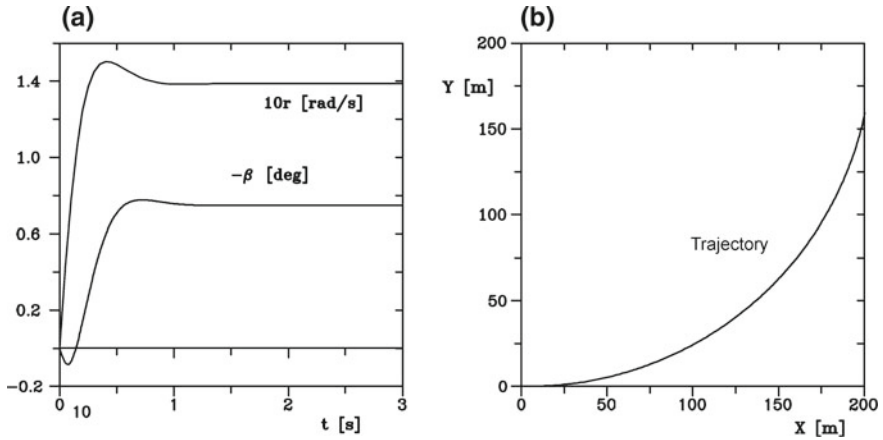 (a)
1.4
1.0
0.6
0.2
−0.2
10r [rad/s]
−β [deg]
0
10
1
2
3
t [s]
(b)
200
Y [m]
150
100
50
0
Trajectory
0
50
100
150
200
X [m]